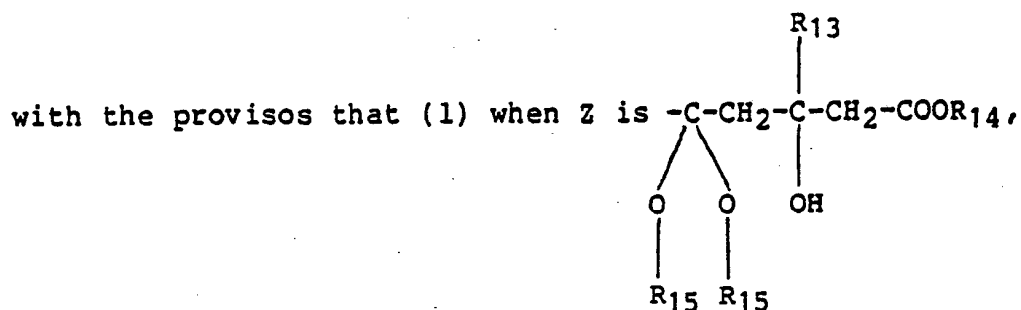 R13
with the provisos that (1) when Z is -C-CH2-C-CH2-COOR14,
O O OH
R15 R15